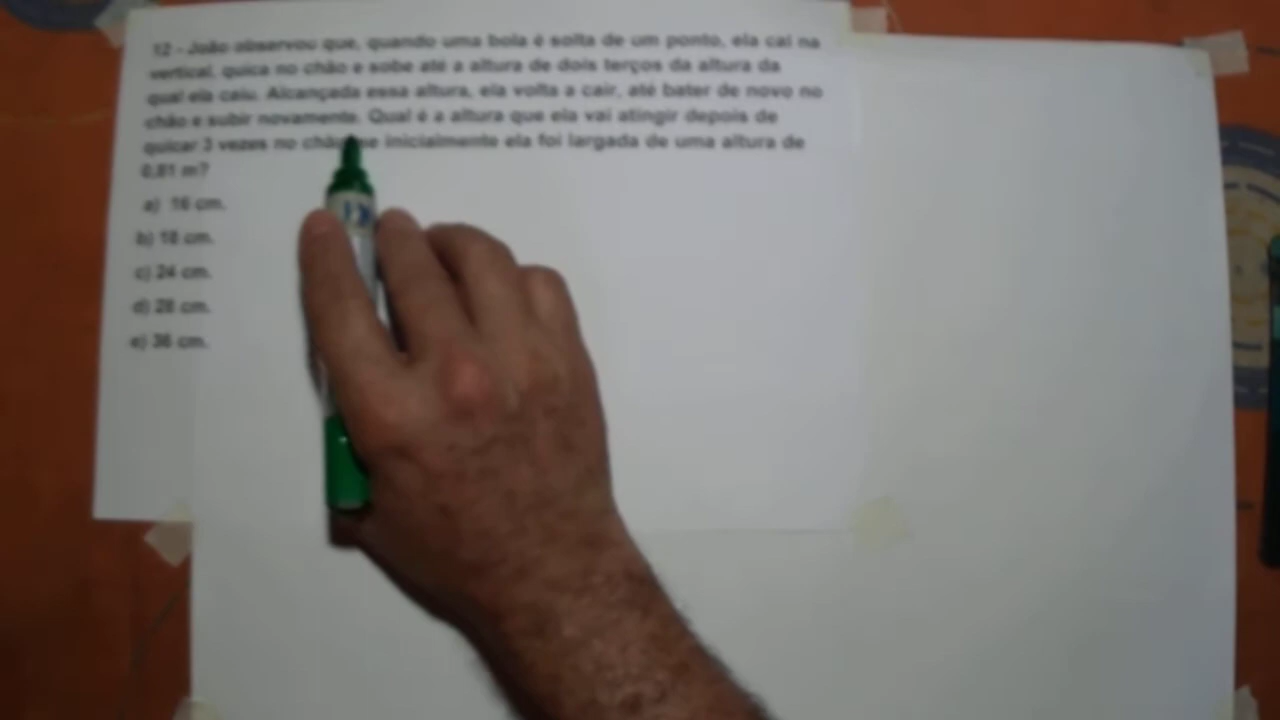 12 - João observou que, quando uma bola é solta de um ponto, ela cai na
vertical, quica no chão e sobe até a altura de dois terços da altura da
qual ela caiu. Alcançada essa altura, ela volta a cair, até bater de novo no
chão e subir novamente. Qual é a altura que ela vai atingir depois de
quicar 3 vezes no chão se inicialmente ela foi largada de uma altura de
0,81 m?
a) 16 cm.
b) 18 cm.
c) 24 cm.
d) 28 cm.
e) 36 cm.